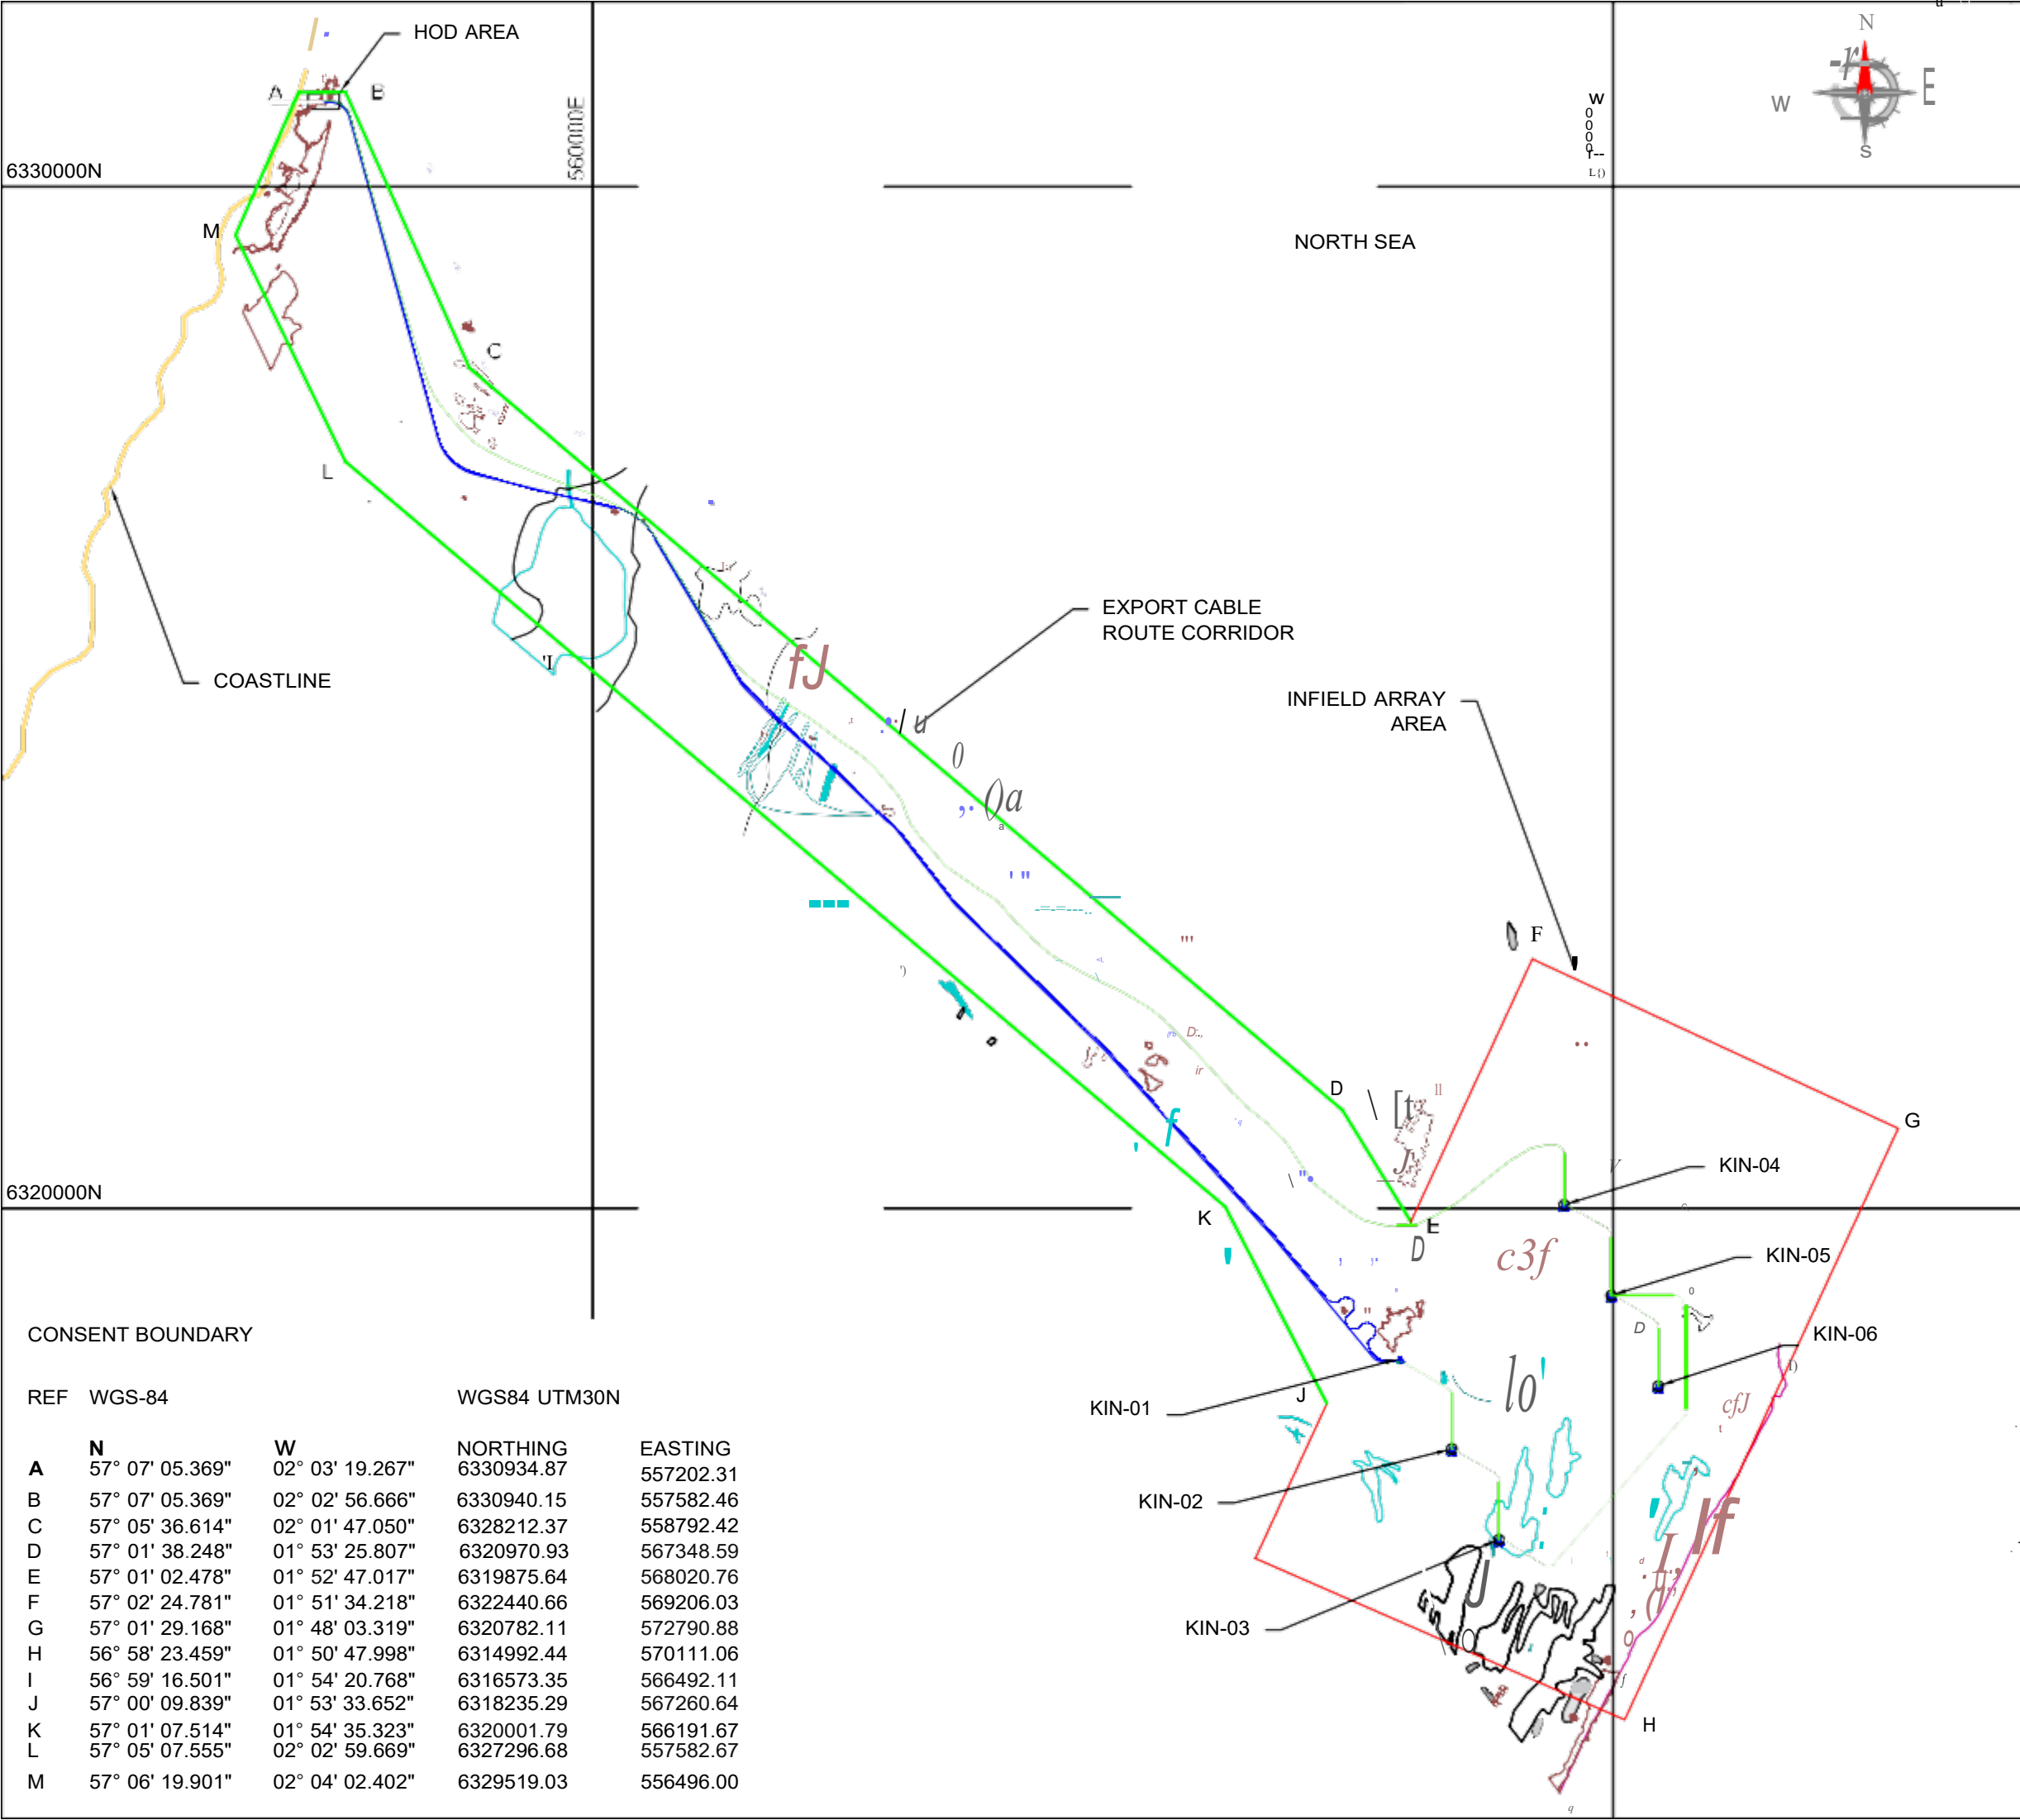 HOD AREA
N
A
B
E
W
S
560000E
6330000N
M
NORTH SEA
C
L
EXPORT CABLE
ROUTE CORRIDOR
COASTLINE
INFIELD ARRAY
AREA
F
D
G
KIN-04
6320000N
K
E
KIN-05
KIN-06
J
KIN-01
KIN-02
KIN-03
H
CONSENT BOUNDARY
REF WGS-84 WGS84 UTM30N
N W NORTHING EASTING
A 57° 07' 05.369" 02° 03' 19.267" 6330934.87 557202.31
B 57° 07' 05.369" 02° 02' 56.666" 6330940.15 557582.46
C 57° 05' 36.614" 02° 01' 47.050" 6328212.37 558792.42
D 57° 01' 38.248" 01° 53' 25.807" 6320970.93 567348.59
E 57° 01' 02.478" 01° 52' 47.017" 6319875.64 568020.76
F 57° 02' 24.781" 01° 51' 34.218" 6322440.66 569206.03
G 57° 01' 29.168" 01° 48' 03.319" 6320782.11 572790.88
H 56° 58' 23.459" 01° 50' 47.998" 6314992.44 570111.06
I 56° 59' 16.501" 01° 54' 20.768" 6316573.35 566492.11
J 57° 00' 09.839" 01° 53' 33.652" 6318235.29 567260.64
K 57° 01' 07.514" 01° 54' 35.323" 6320001.79 566191.67
L 57° 05' 07.555" 02° 02' 59.669" 6327296.68 557582.67
M 57° 06' 19.901" 02° 04' 02.402" 6329519.03 556496.00